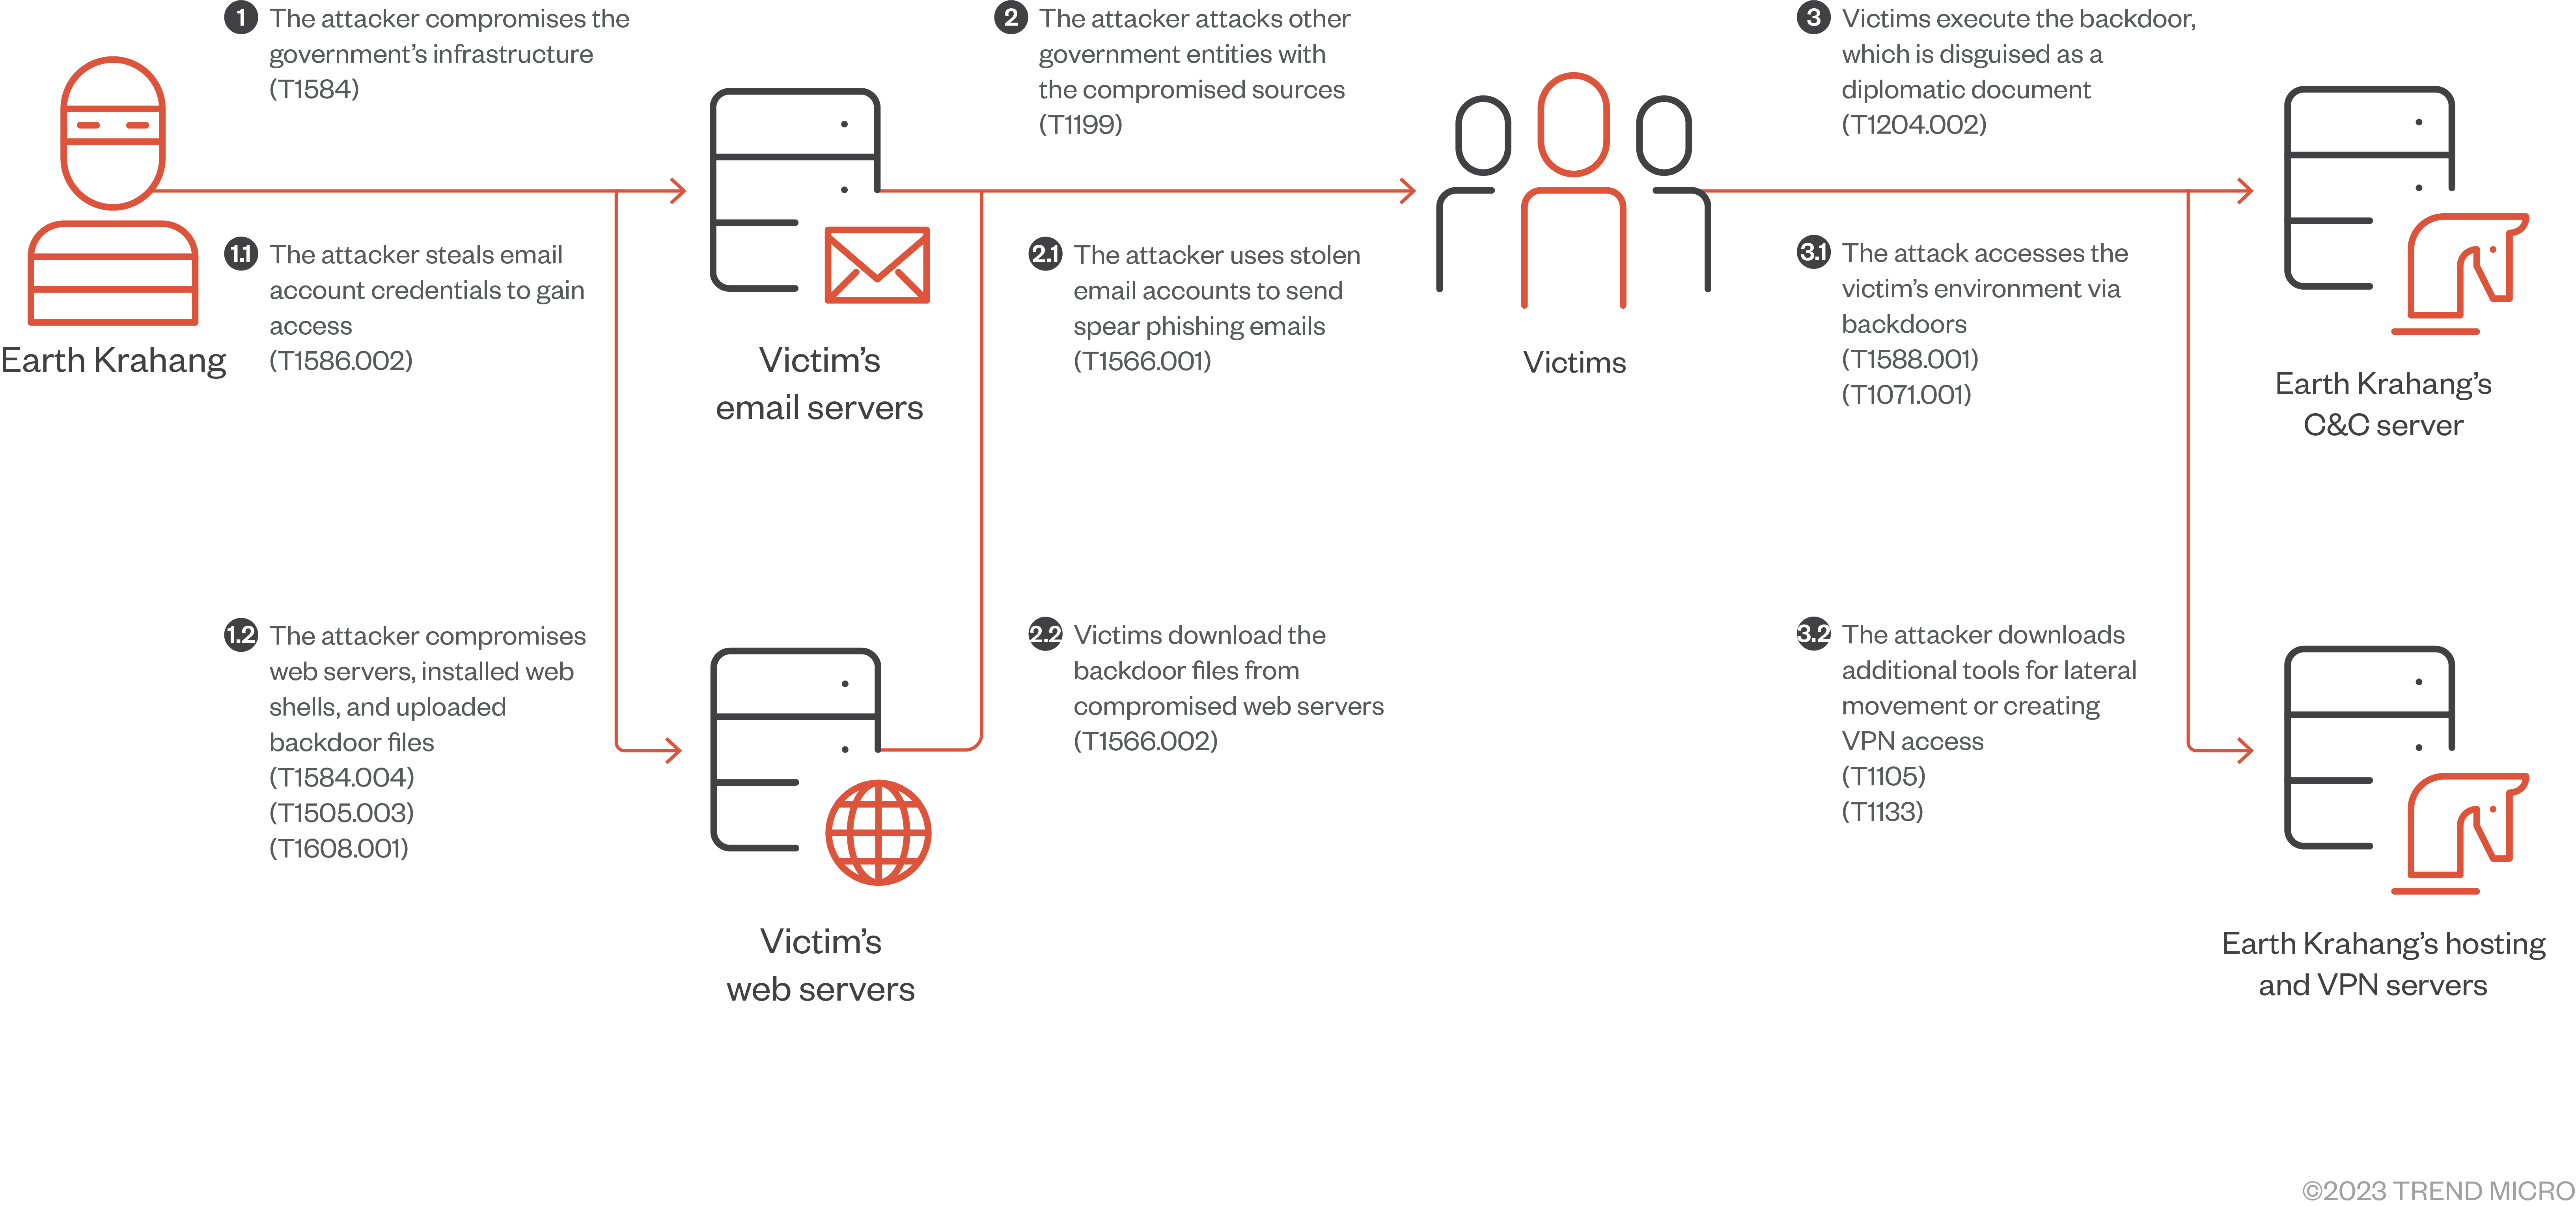 1 The attacker compromises the
government’s infrastructure
(T1584)
1.1 The attacker steals email
account credentials to gain
access
(T1586.002)
Earth Krahang
1.2 The attacker compromises
web servers, installed web
shells, and uploaded
backdoor files
(T1584.004)
(T1505.003)
(T1608.001)
Victim’s
email servers
Victim’s
web servers
2 The attacker attacks other
government entities with
the compromised sources
(T1199)
2.1 The attacker uses stolen
email accounts to send
spear phishing emails
(T1566.001)
2.2 Victims download the
backdoor files from
compromised web servers
(T1566.002)
Victims
3 Victims execute the backdoor,
which is disguised as a
diplomatic document
(T1204.002)
3.1 The attack accesses the
victim’s environment via
backdoors
(T1588.001)
(T1071.001)
3.2 The attacker downloads
additional tools for lateral
movement or creating
VPN access
(T1105)
(T1133)
Earth Krahang’s
C&C server
Earth Krahang’s hosting
and VPN servers
©2023 TREND MICRO